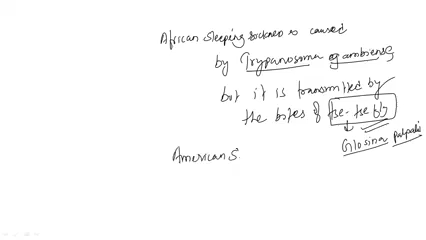 African sleeping sickness is caused
by Trypanosoma gambiens
but it is transmitted by
the bites of tse-tse fly
Glosina palpalis
American S